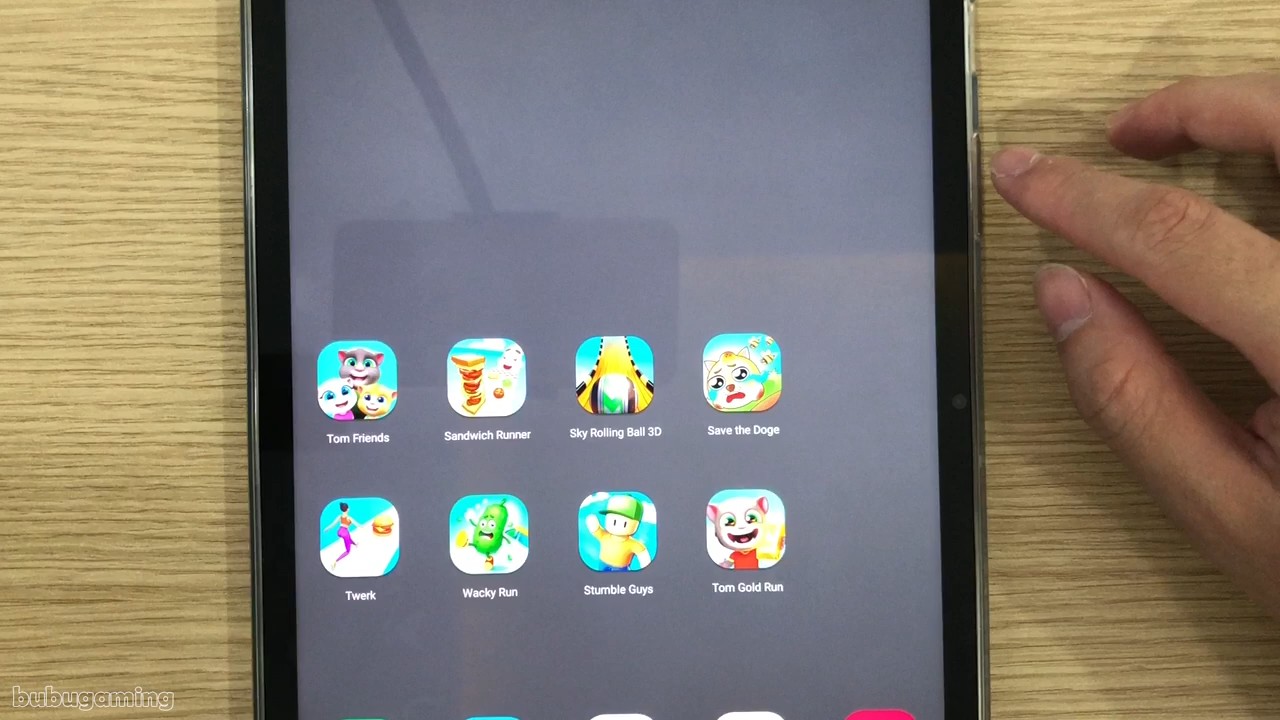 Tom Friends
Sandwich Runner
Sky Rolling Ball 3D
Save the Doge
Twerk
Wacky Run
Stumble Guys
Tom Gold Run
bubugaming